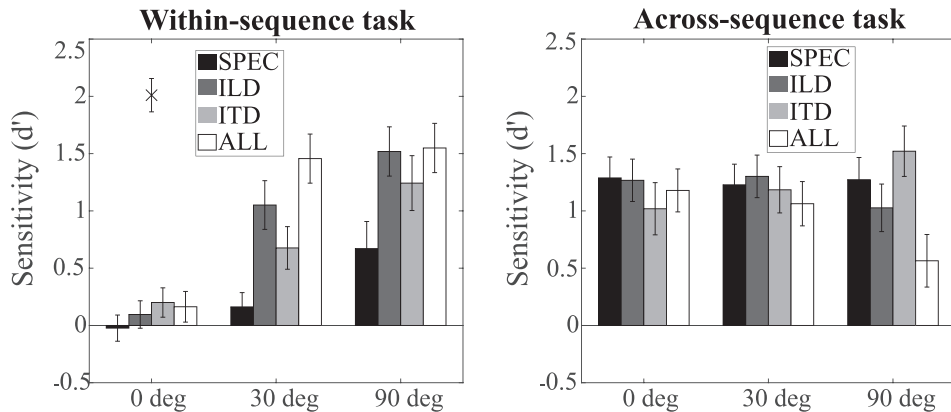 Within-sequence task
Sensitivity (d')
2.5
2
1.5
1
0.5
0
-0.5
SPEC
ILD
ITD
ALL
0 deg
30 deg
90 deg
Across-sequence task
Sensitivity (d')
2.5
2
1.5
1
0.5
0
-0.5
SPEC
ILD
ITD
ALL
0 deg
30 deg
90 deg